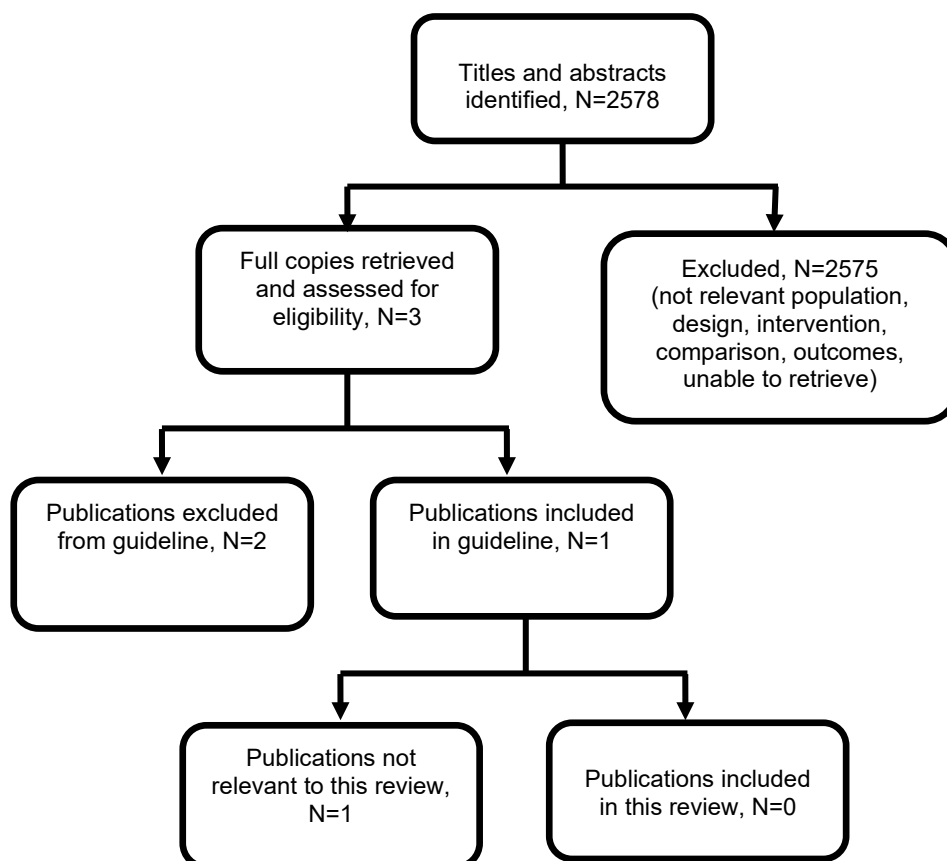 Titles and abstracts
identified, N=2578
Full copies retrieved
and assessed for
eligibility, N=3
Excluded, N=2575
(not relevant population,
design, intervention,
comparison, outcomes,
unable to retrieve)
Publications excluded
from guideline, N=2
Publications included
in guideline, N=1
Publications not
relevant to this review,
N=1
Publications included
in this review, N=0